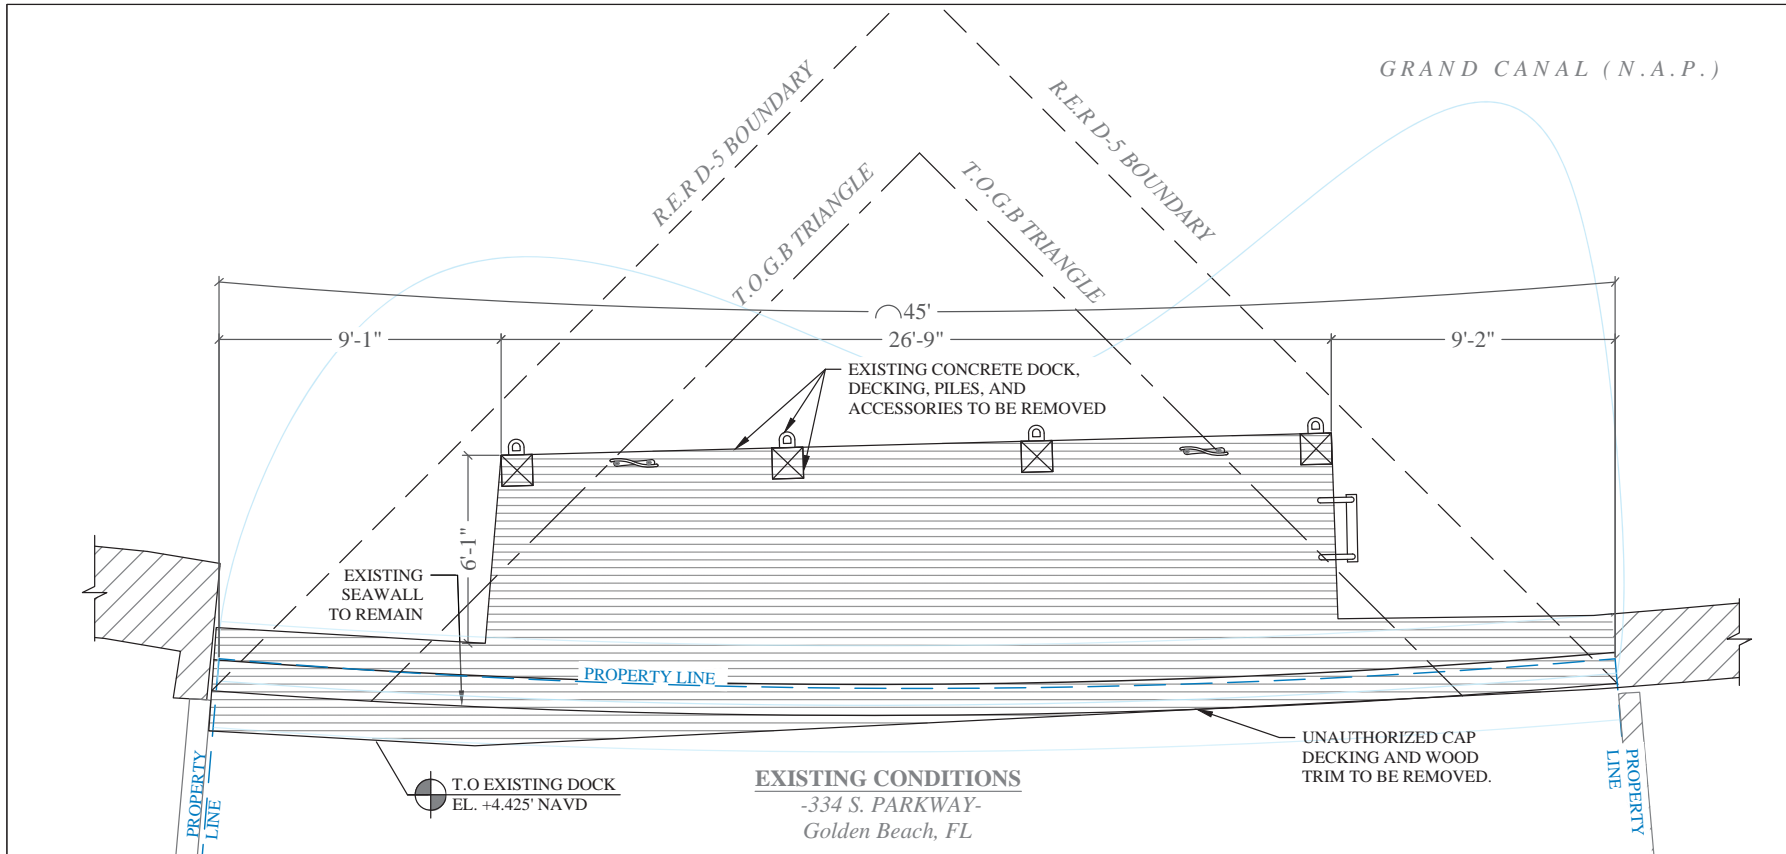 GRAND CANAL (N.A.P.)
R.E.R D-5 BOUNDARY
R.E.R D-5 BOUNDARY
T.O.G.B TRIANGLE
T.O.G.B TRIANGLE
45'
9'-1"
26'-9"
9'-2"
EXISTING CONCRETE DOCK,
DECKING, PILES, AND
ACCESSORIES TO BE REMOVED
6'-1"
EXISTING
SEAWALL
TO REMAIN
PROPERTY LINE
UNAUTHORIZED CAP
DECKING AND WOOD
TRIM TO BE REMOVED.
PROPERTY
LINE
PROPERTY
LINE
T.O EXISTING DOCK
EL. +4.425' NAVD
EXISTING CONDITIONS
-334 S. PARKWAY-
Golden Beach, FL